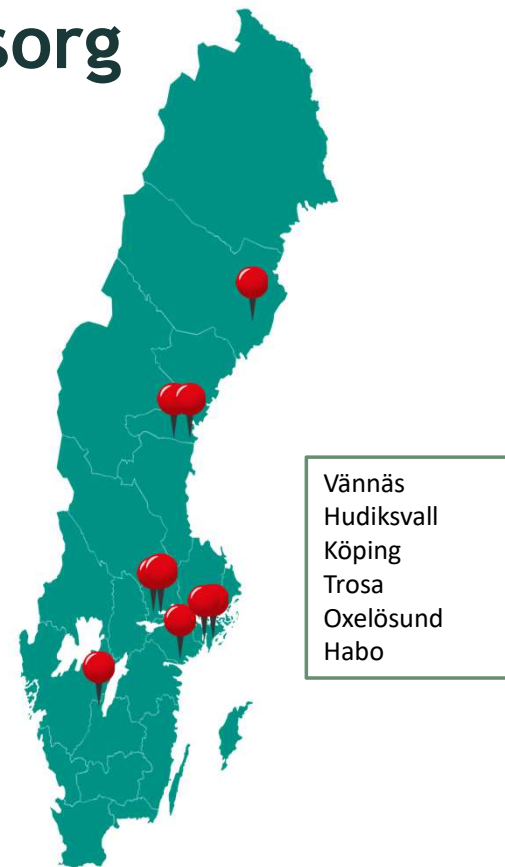 sorg
Vännäs
Hudiksvall
Köping
Trosa
Oxelösund
Habo